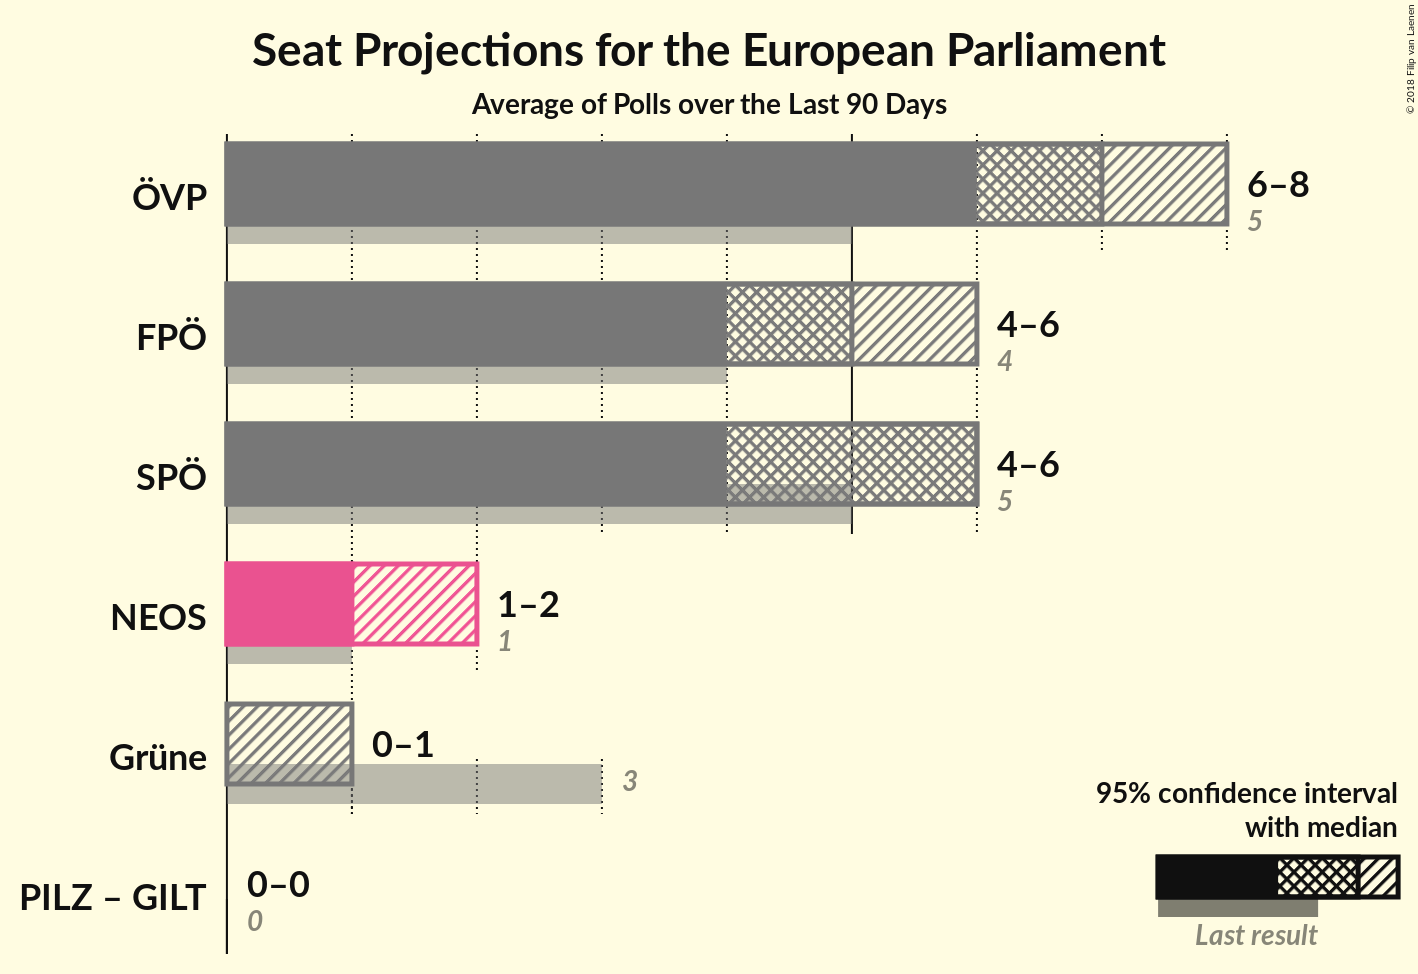 Seat Projections for the European Parliament
Average of Polls over the Last 90 Days
© 2018 Filip van Laenen
ÖVP
6–8
5
FPÖ
4–6
4
SPÖ
4–6
5
NEOS
1–2
1
Grüne
0–1
3
PILZ – GILT
0–0
0
95% confidence interval
with median
Last result